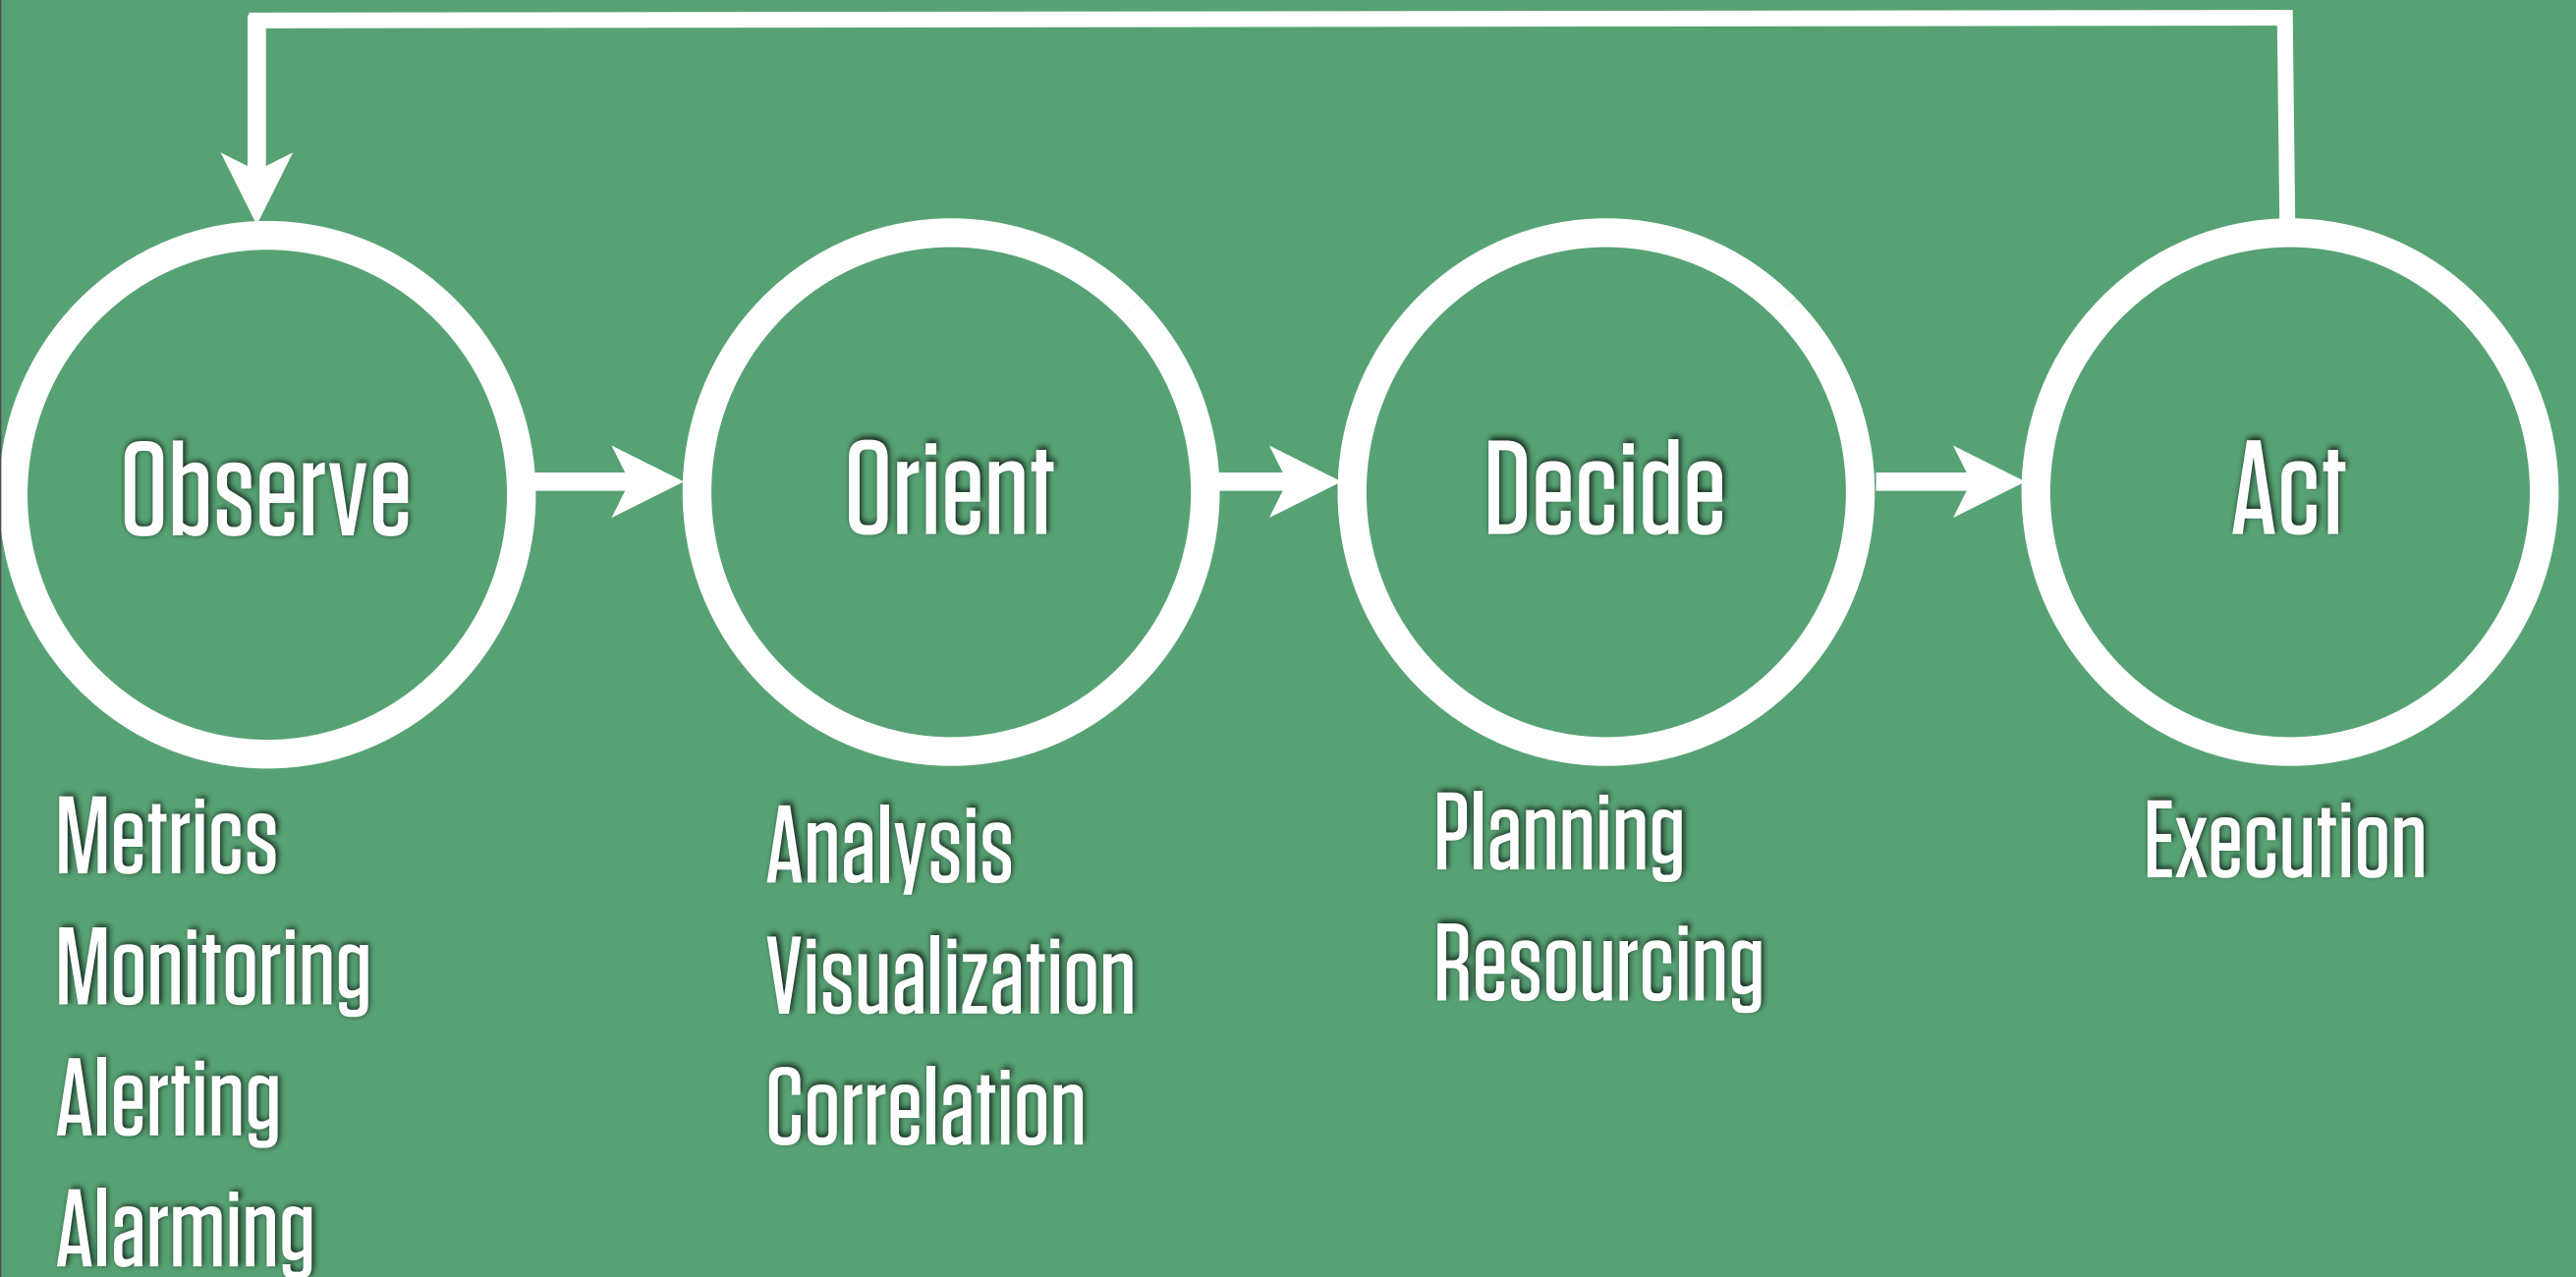 Observe
Orient
Decide
Act
Metrics
Monitoring
Alerting
Alarming
Analysis
Visualization
Correlation
Planning
Resourcing
Execution